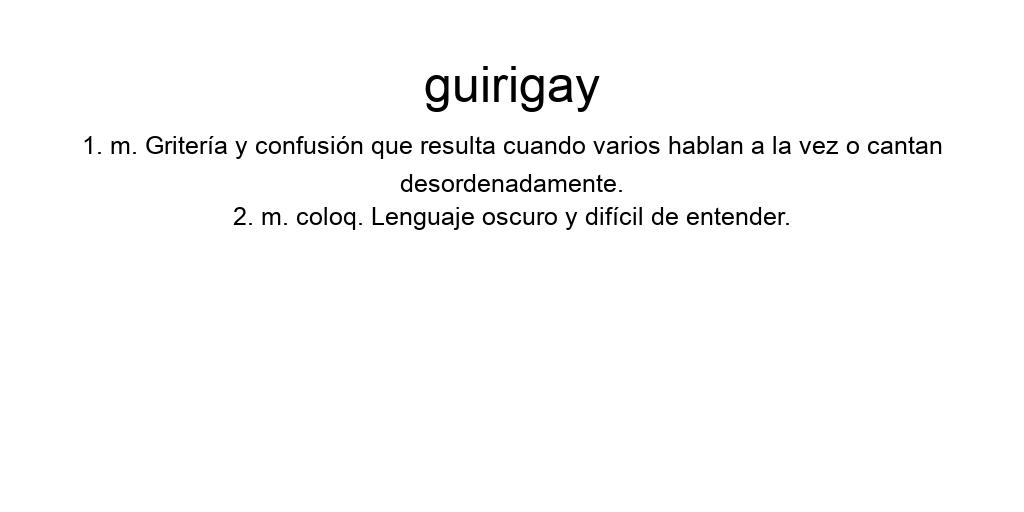 guirigay
1. m. Gritería y confusión que resulta cuando varios hablan a la vez o cantan
desordenadamente.
2. m. coloq. Lenguaje oscuro y difícil de entender.